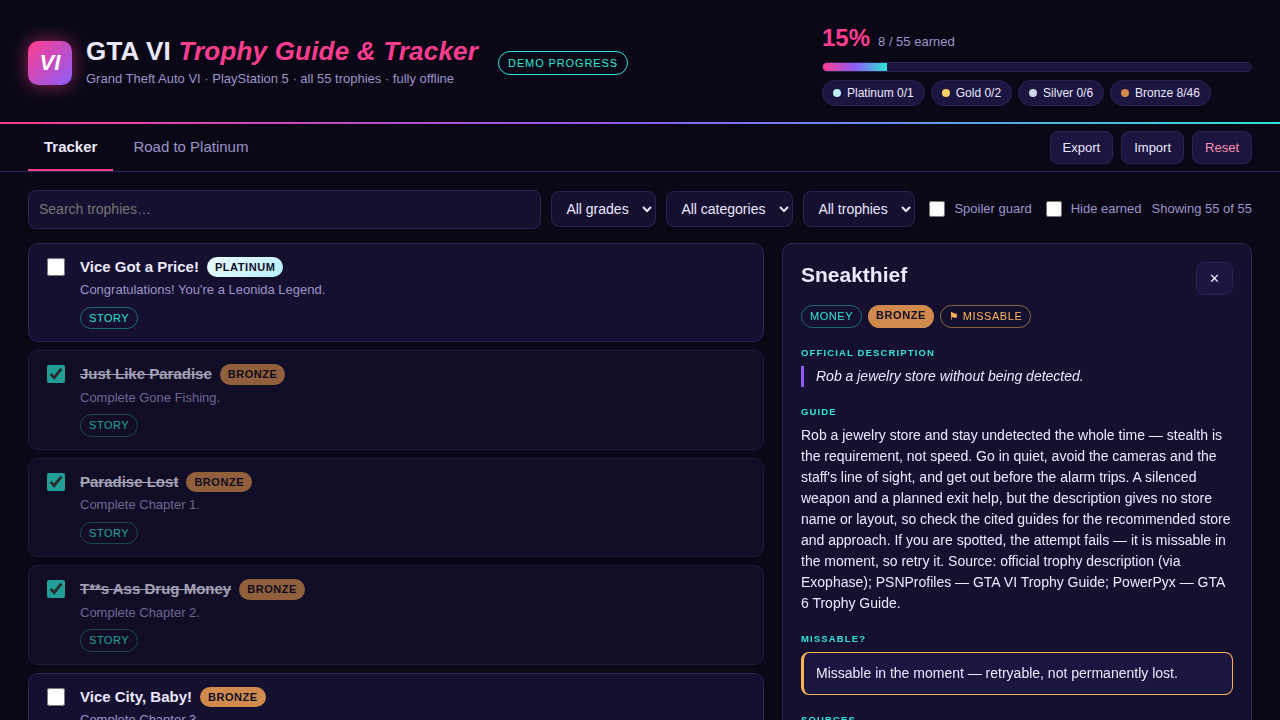 VI
GTA VI Trophy Guide & Tracker
Grand Theft Auto VI · PlayStation 5 · all 55 trophies · fully offline
DEMO PROGRESS
15% 8 / 55 earned
Platinum 0/1 Gold 0/2 Silver 0/6 Bronze 8/46
Tracker Road to Platinum
Export Import Reset
Search trophies…
All grades All categories All trophies Spoiler guard Hide earned Showing 55 of 55
Vice Got a Price! PLATINUM
Congratulations! You're a Leonida Legend.
STORY
Just Like Paradise BRONZE
Complete Gone Fishing.
STORY
Paradise Lost BRONZE
Complete Chapter 1.
STORY
T**s Ass Drug Money BRONZE
Complete Chapter 2.
STORY
Vice City, Baby! BRONZE
Complete Chapter 3.
Sneakthief
✕
MONEY BRONZE ⚑ MISSABLE
OFFICIAL DESCRIPTION
Rob a jewelry store without being detected.
GUIDE
Rob a jewelry store and stay undetected the whole time — stealth is
the requirement, not speed. Go in quiet, avoid the cameras and the
staff's line of sight, and get out before the alarm trips. A silenced
weapon and a planned exit help, but the description gives no store
name or layout, so check the cited guides for the recommended store
and approach. If you are spotted, the attempt fails — it is missable in
the moment, so retry it. Source: official trophy description (via
Exophase); PSNProfiles — GTA VI Trophy Guide; PowerPyx — GTA
6 Trophy Guide.
MISSABLE?
Missable in the moment — retryable, not permanently lost.
SOURCES